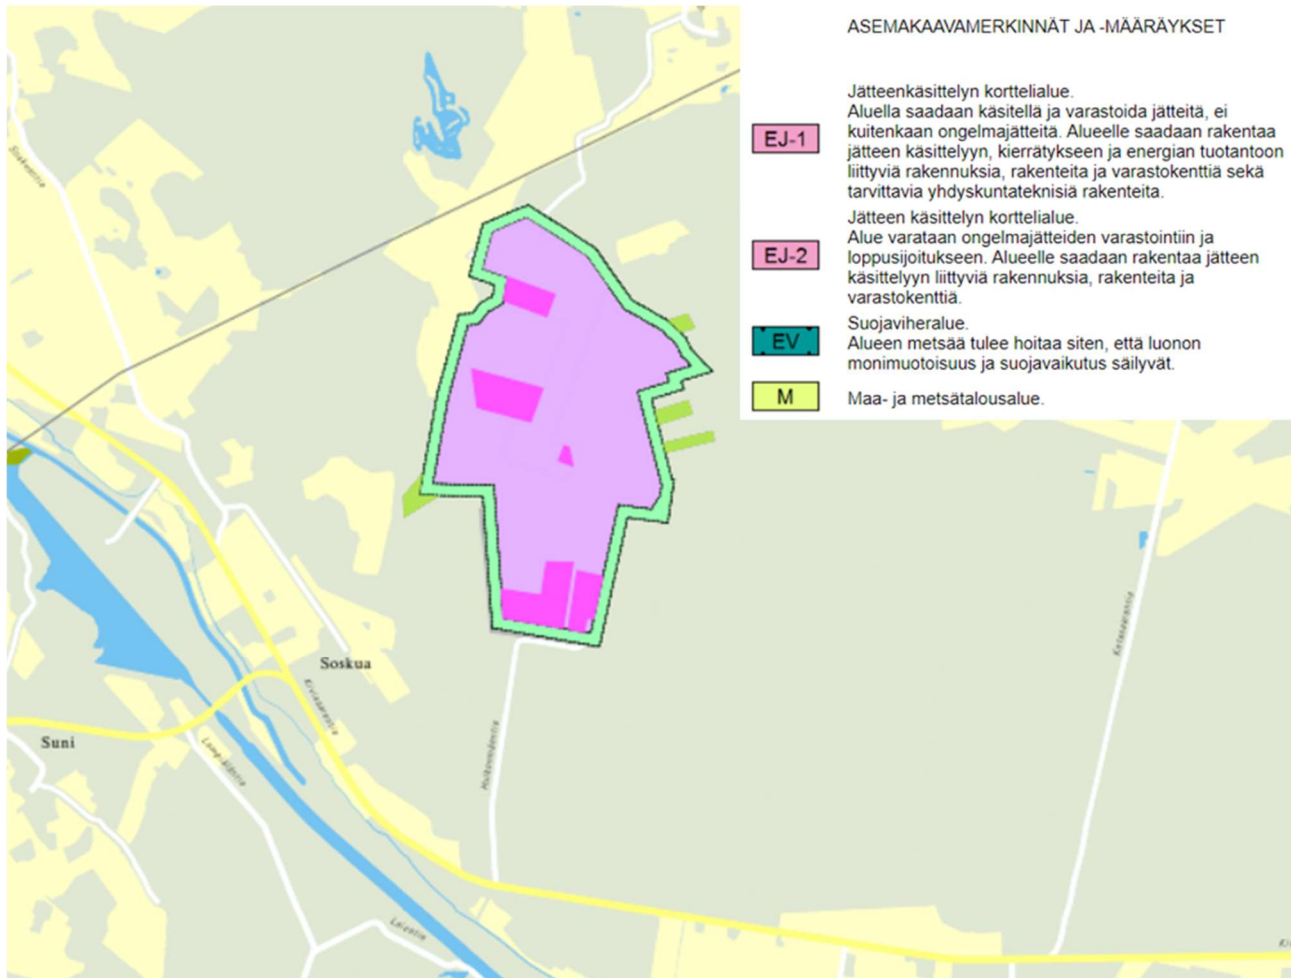 ASEMAKAAVAMERKINNÄT JA -MÄÄRÄYKSET
Jätteenkäsittelyn korttelialue.
Aluella saadaan käsitellä ja varastoida jätteitä, ei
kuitenkaan ongelmajätteitä. Alueelle saadaan rakentaa
EJ-1
jätteen käsittelyyn, kierrätykseen ja energian tuotantoon
liittyviä rakennuksia, rakenteita ja varastokenttiä sekä
tarvittavia yhdyskuntateknisiä rakenteita.
Jätteen käsittelyn korttelialue.
Alue varataan ongelmajätteiden varastointiin ja
EJ-2
loppusijoitukseen. Alueelle saadaan rakentaa jätteen
käsittelyyn liittyviä rakennuksia, rakenteita ja
varastokenttiä.
Suojaviheralue.
EV
Alueen metsää tulee hoitaa siten, että luonon
monimuotoisuus ja suojavaikutus säilyvät.
M
Maa- ja metsätalousalue.
Soskua
Suni